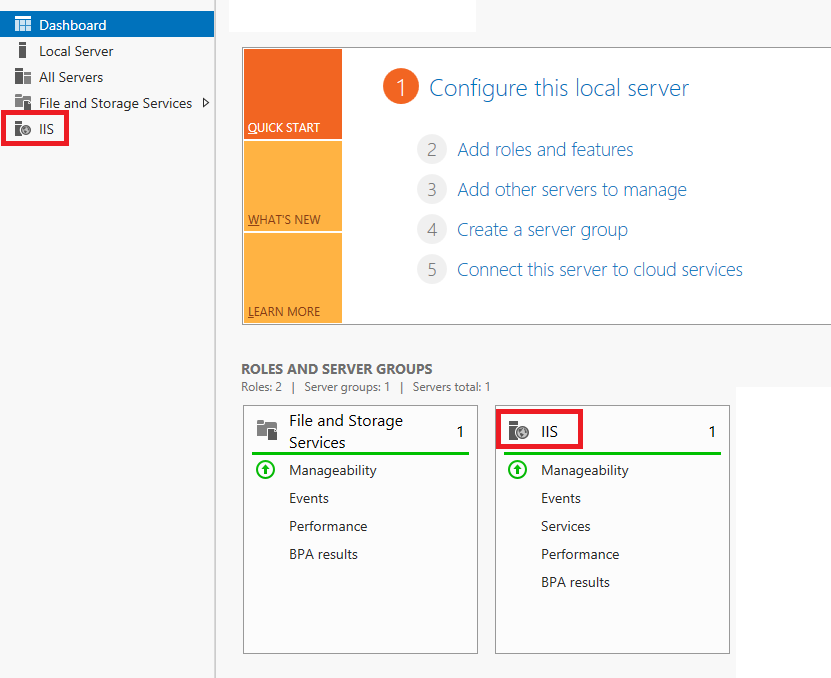 Dashboard
Local Server
All Servers
File and Storage Services
IIS
1 Configure this local server
QUICK START
2 Add roles and features
3 Add other servers to manage
WHAT'S NEW
4 Create a server group
5 Connect this server to cloud services
LEARN MORE
ROLES AND SERVER GROUPS
Roles: 2 | Server groups: 1 | Servers total: 1
File and Storage
Services
1
Manageability
Events
Performance
BPA results
IIS
1
Manageability
Events
Services
Performance
BPA results